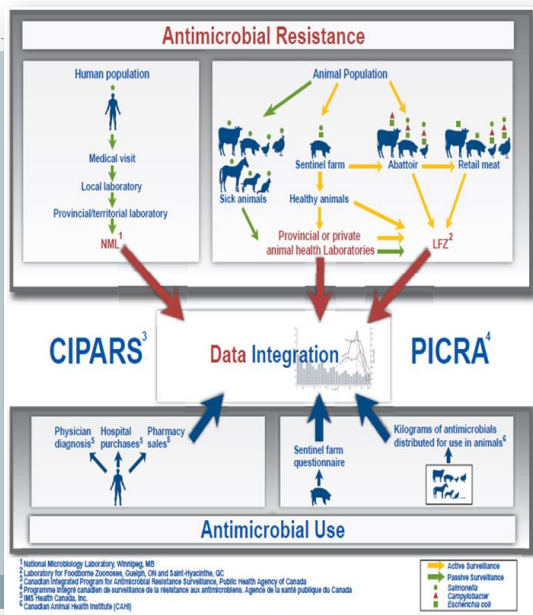 Antimicrobial Resistance
Human population
Medical visit
Local laboratory
Provincial/territorial laboratory
NML1
Animal Population
Sick animals
Sentinel farm
Abattoir
Retail meat
Healthy animals
Provincial or private
animal health Laboratories
LFZ2
CIPARS3
Data Integration
PICRA4
Physician
diagnosis5
Hospital
purchases5
Pharmacy
sales5
Sentinel farm
questionnaire
Kilograms of antimicrobials
distributed for use in animals6
Antimicrobial Use
1 National Microbiology Laboratory, Winnipeg, MB
2 Laboratory for Foodborne Zoonoses, Guelph, ON and Saint-Hyacinthe, QC
3 Canadian Integrated Program for Antimicrobial Resistance Surveillance, Public Health Agency of Canada
4 Programme intégré canadien de surveillance de la résistance aux antimicrobiens, Agence de la santé publique du Canada
5 IMS Health Canada, Inc.
6 Canadian Animal Health Institute (CAHI)
Active Surveillance
Passive Surveillance
Salmonella
Campylobacter
Escherichia coli